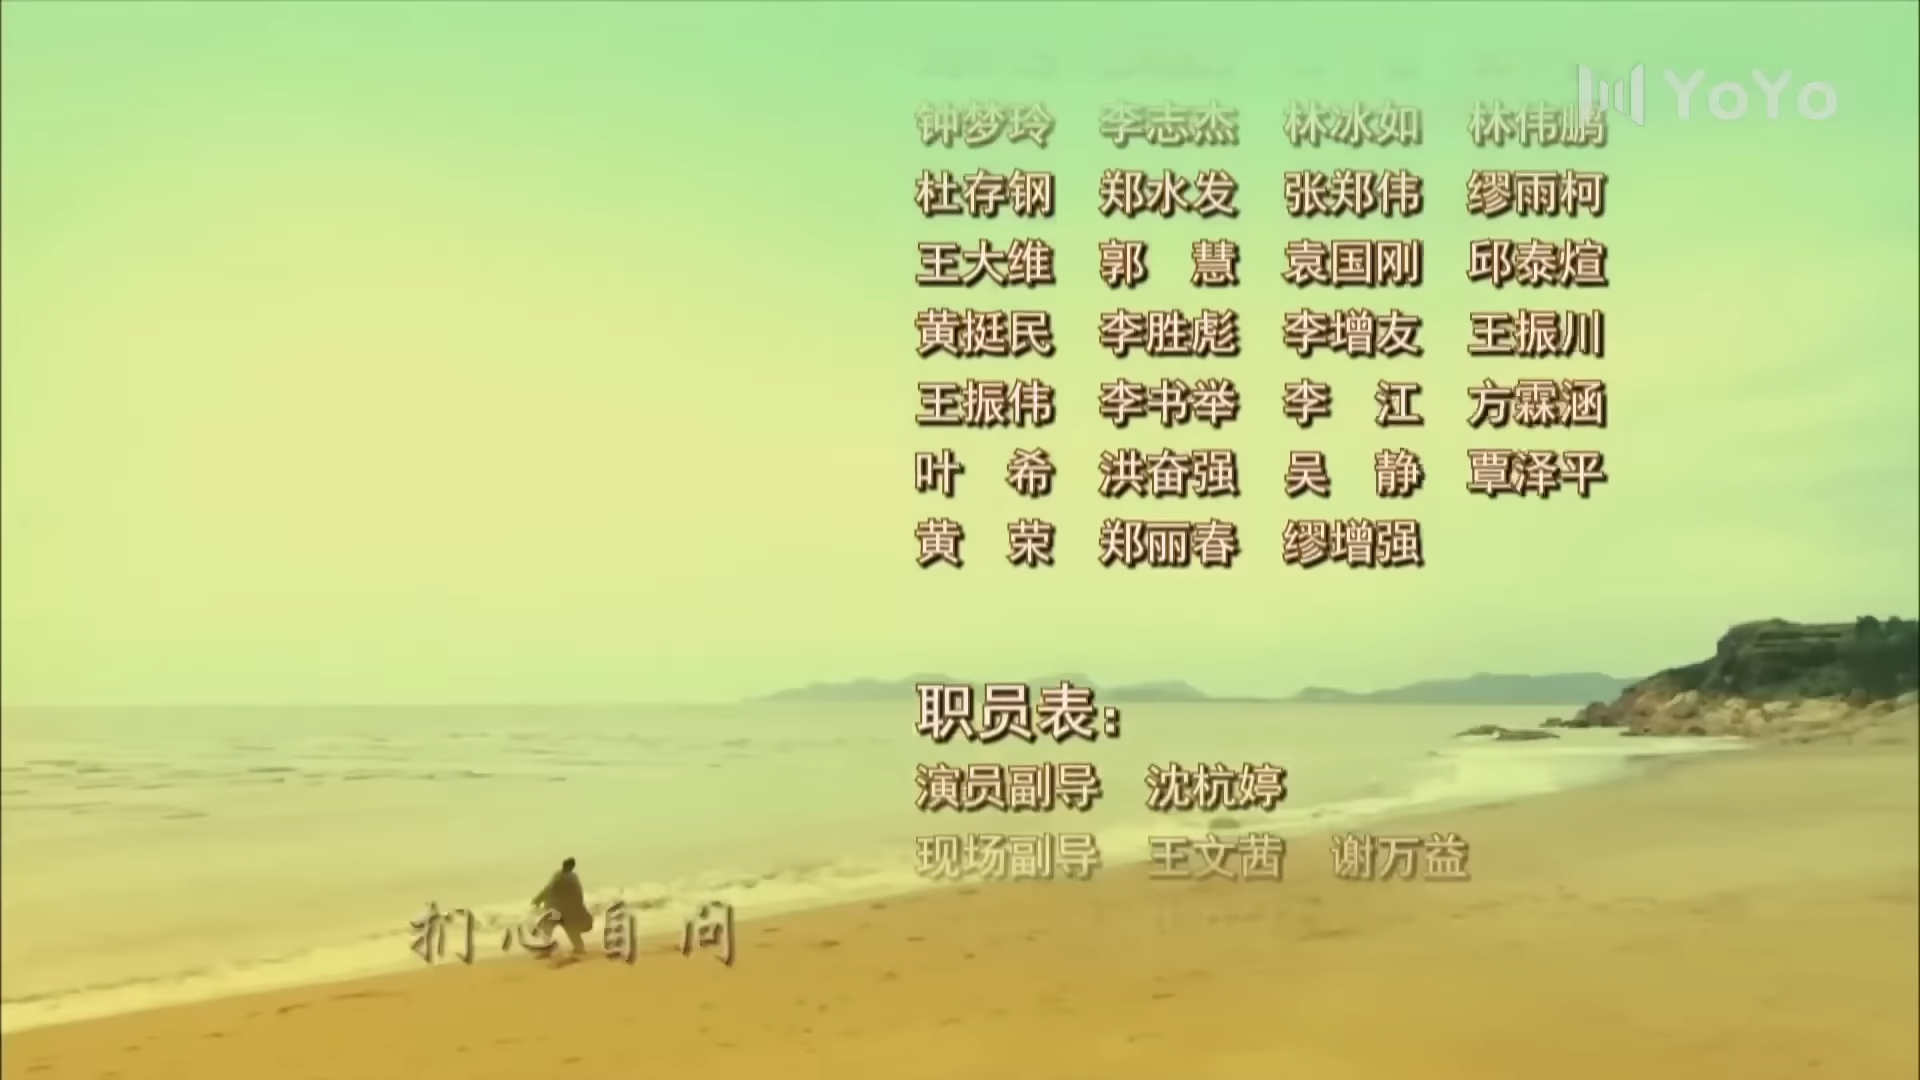 YoYo
钟梦玲 李志杰 林冰如 林伟鹏
杜存钢 郑水发 张郑伟 缪雨柯
王大维 郭 慧 袁国刚 邱泰煊
黄挺民 李胜彪 李增友 王振川
王振伟 李书举 李 江 方霖涵
叶 希 洪奋强 吴 静 覃泽平
黄 荣 郑丽春 缪增强
职员表：
演员副导 沈杭婷
现场副导 王文茜 谢万益
扪心自问